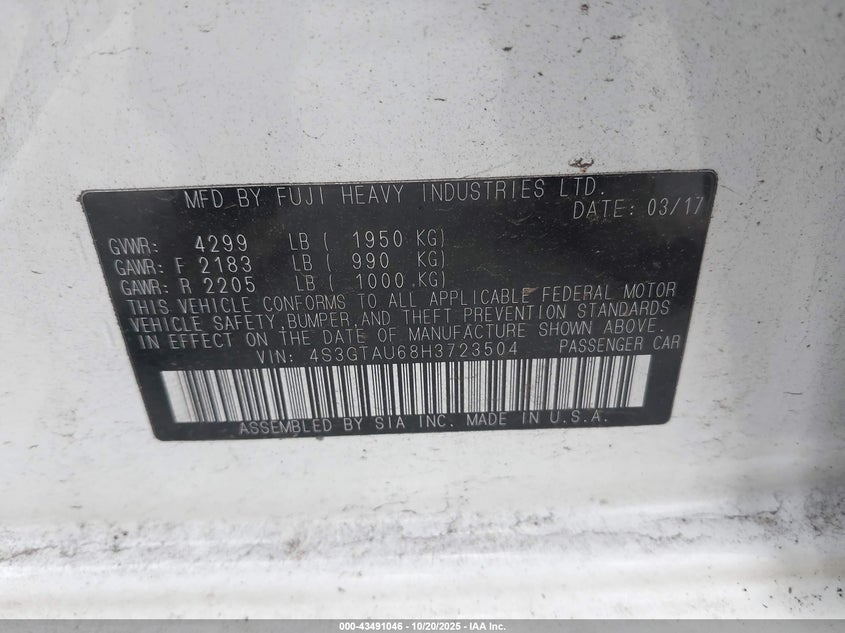 MFD BY FUJI HEAVY INDUSTRIES LTD.
DATE: 03/17
GVWR: 4299 LB ( 1950 KG)
GAWR: F 2183 LB ( 990 KG)
GAWR: R 2205 LB ( 1000 KG)
THIS VEHICLE CONFORMS TO ALL APPLICABLE FEDERAL MOTOR
VEHICLE SAFETY,BUMPER,AND THEFT PREVENTION STANDARDS
IN EFFECT ON THE DATE OF MANUFACTURE SHOWN ABOVE.
VIN: 4S3GTAU68H3723504 PASSENGER CAR
ASSEMBLED BY SIA INC. MADE IN U.S.A.
000-43491046 - 10/20/2025 - IAA Inc.